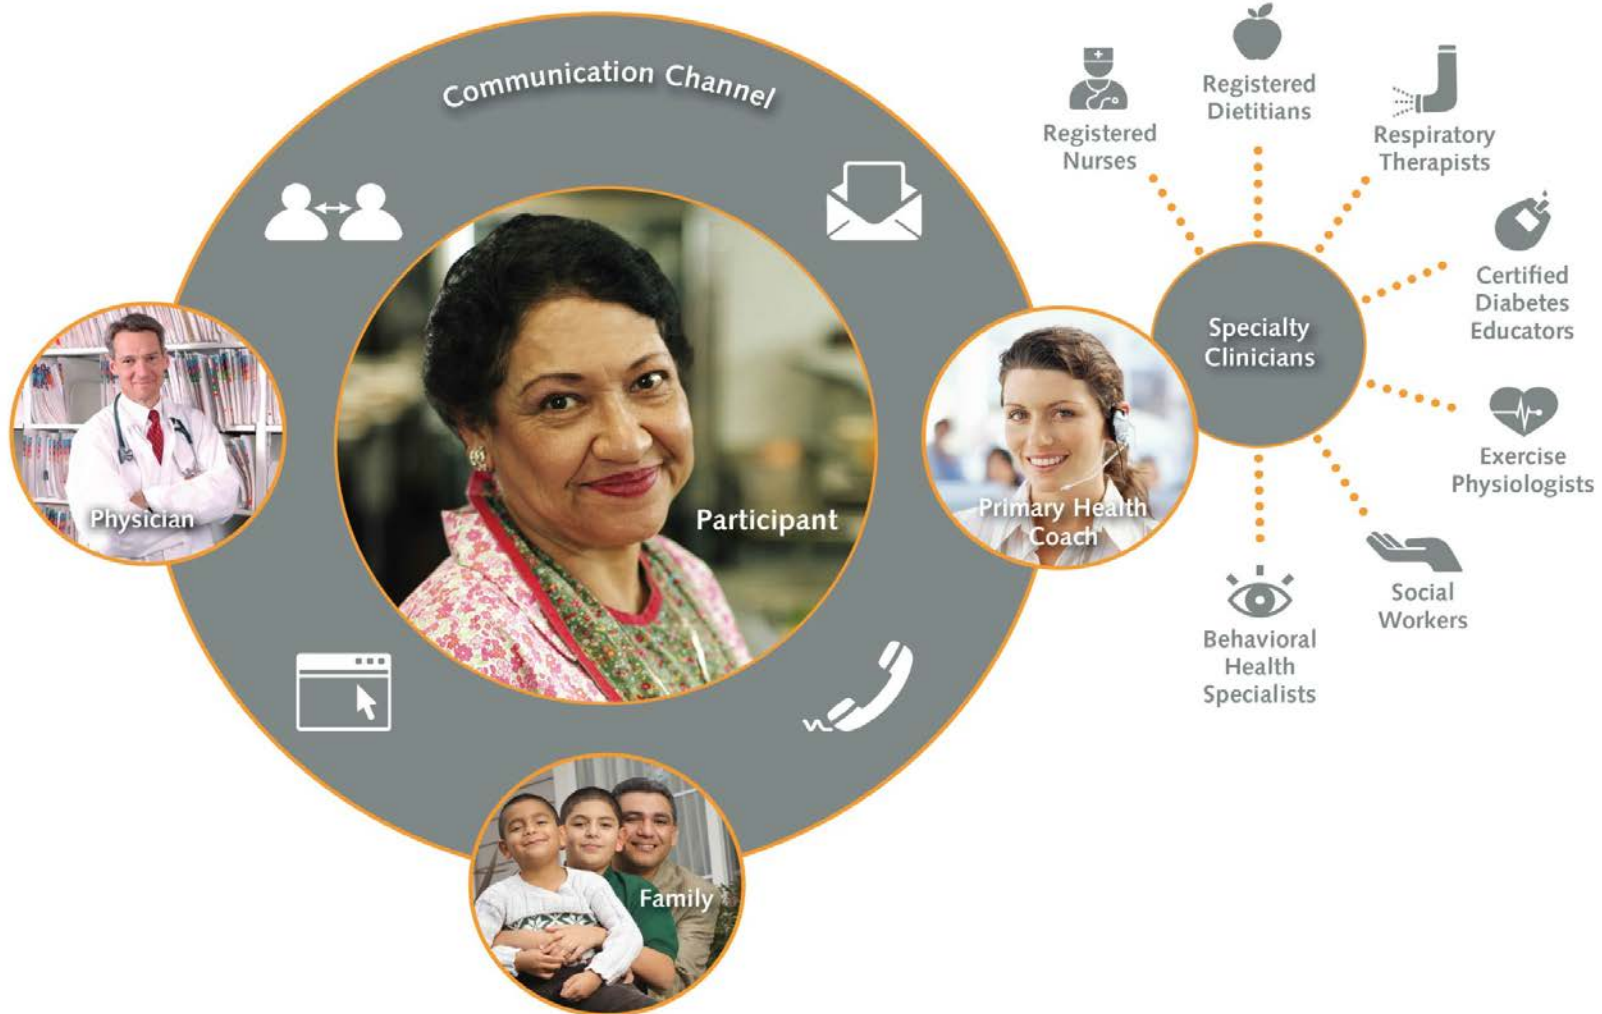 Communication Channel
Registered
Nurses
Registered
Dietitians
Respiratory
Therapists
Certified
Diabetes
Educators
Specialty
Clinicians
Exercise
Physiologists
Physician
Participant
Primary Health
Coach
Social
Workers
Behavioral
Health
Specialists
Family